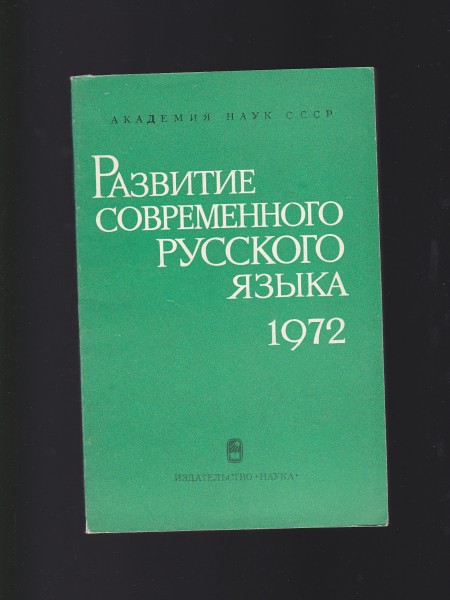 АКАДЕМИЯ НАУК СССР
РАЗВИТИЕ
СОВРЕМЕННОГО
РУССКОГО
ЯЗЫКА
1972
ИЗДАТЕЛЬСТВО «НАУКА»